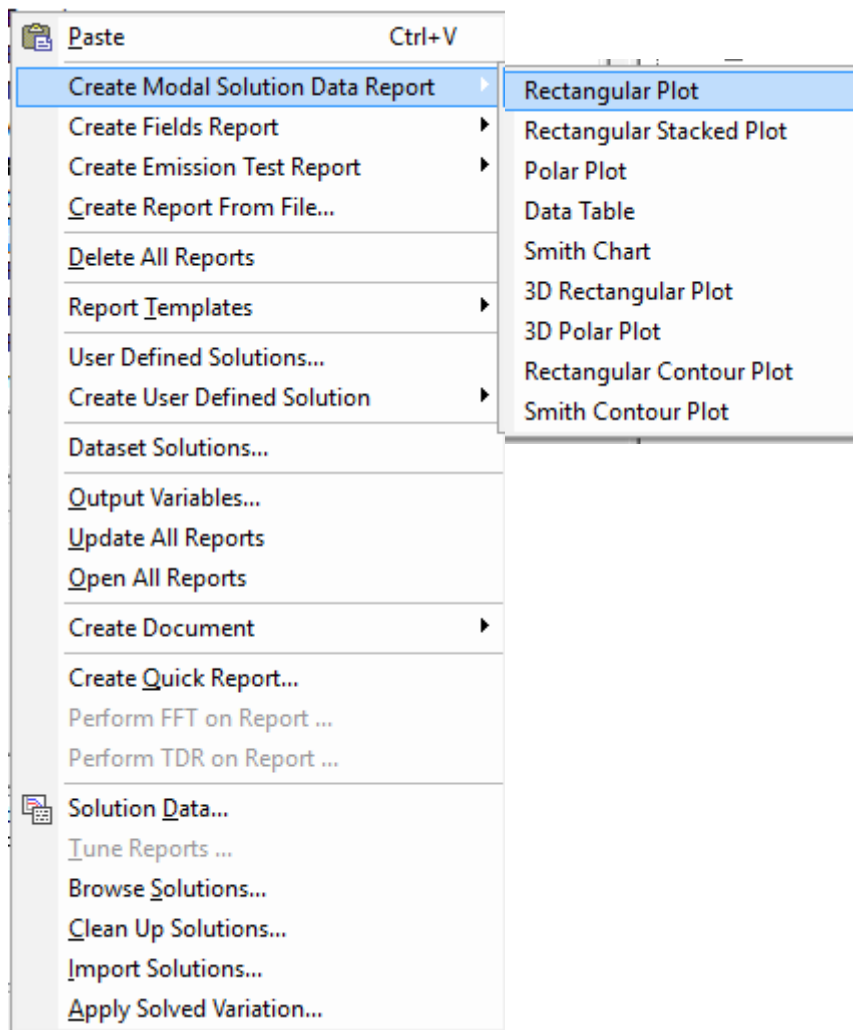 Paste Ctrl+V
Create Modal Solution Data Report
Create Fields Report
Create Emission Test Report
Create Report From File...
Delete All Reports
Report Templates
User Defined Solutions...
Create User Defined Solution
Dataset Solutions...
Output Variables...
Update All Reports
Open All Reports
Create Document
Create Quick Report...
Perform FFT on Report ...
Perform TDR on Report ...
Solution Data...
Tune Reports ...
Browse Solutions...
Clean Up Solutions...
Import Solutions...
Apply Solved Variation...
Rectangular Plot
Rectangular Stacked Plot
Polar Plot
Data Table
Smith Chart
3D Rectangular Plot
3D Polar Plot
Rectangular Contour Plot
Smith Contour Plot